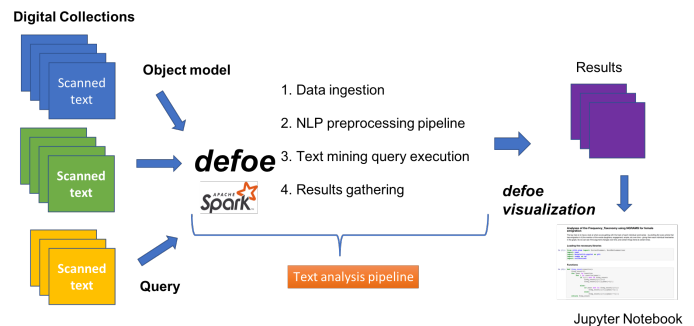 Digital Collections
Scanned
text
Object model
Scanned
text
Scanned
text
Query
defoe
APACHE
Spark
1. Data ingestion
2. NLP preprocessing pipeline
3. Text mining query execution
4. Results gathering
Text analysis pipeline
Results
defoe
visualization
Jupyter Notebook